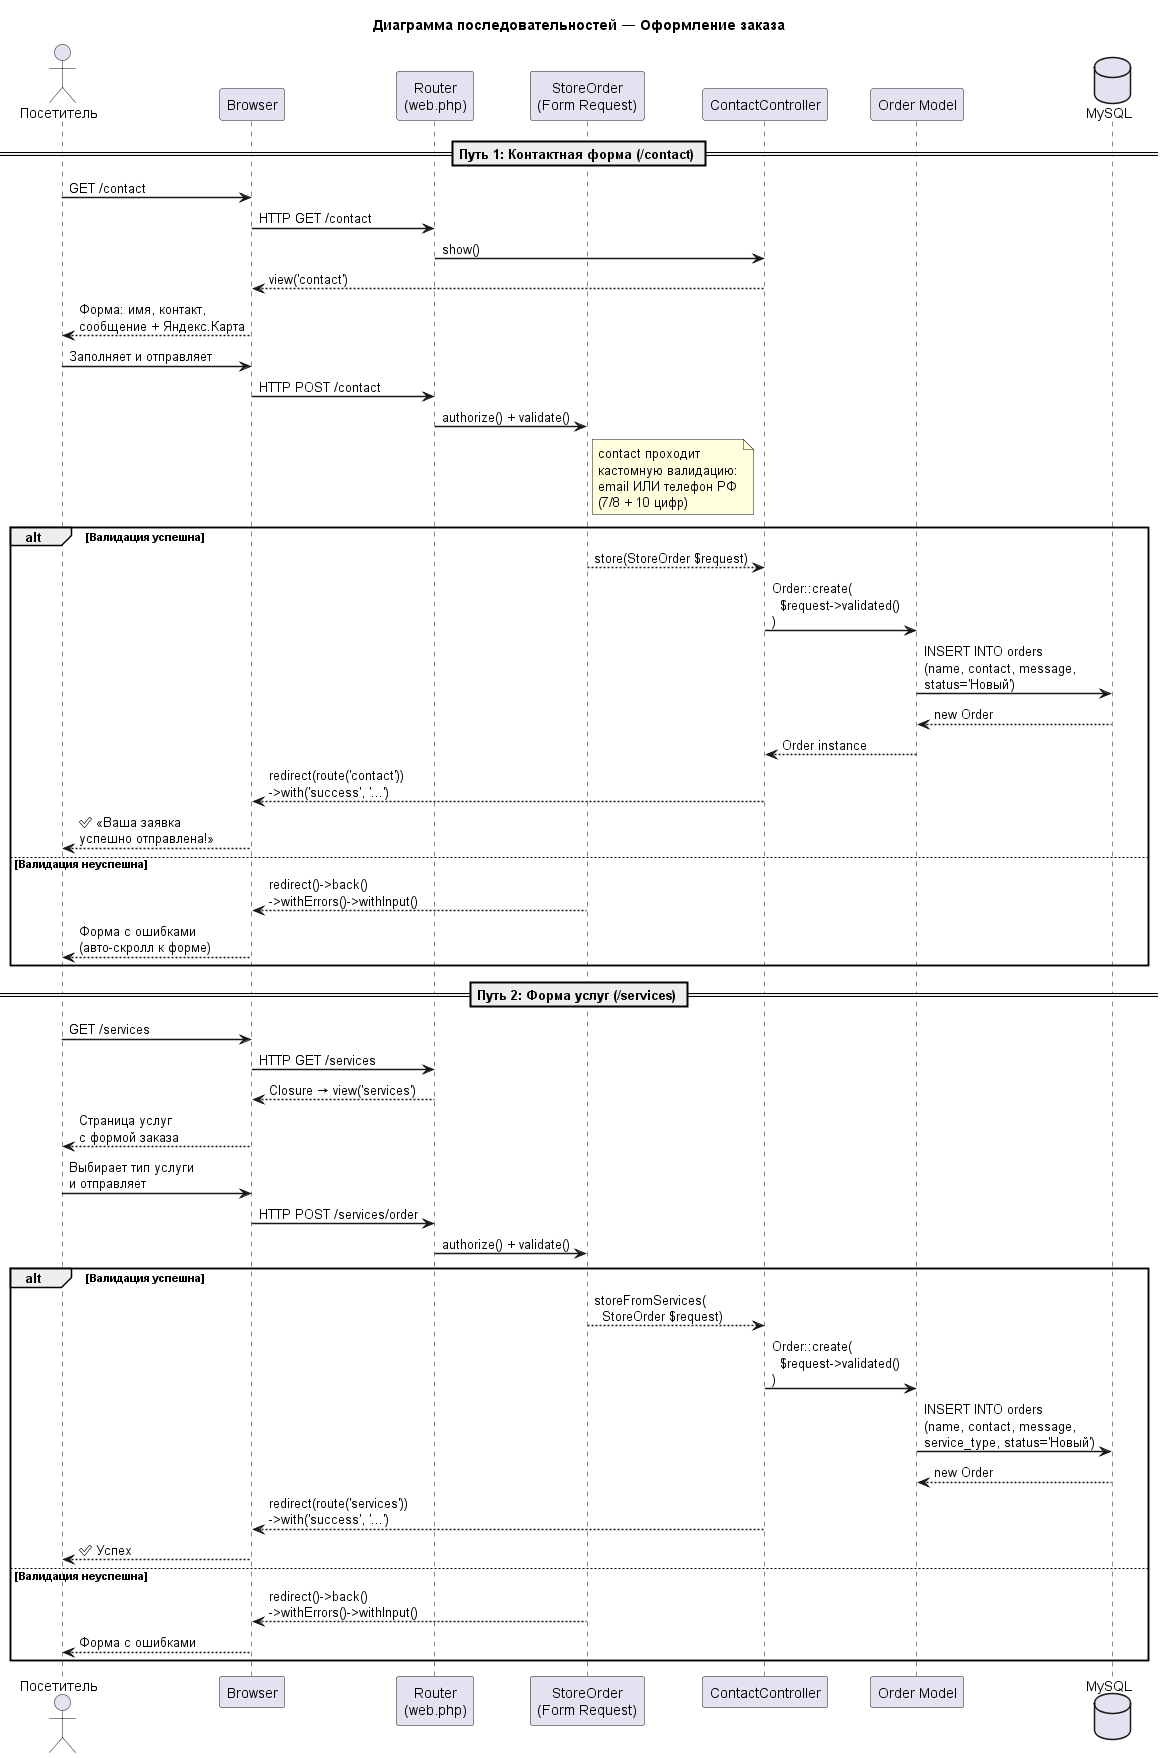 Диаграмма последовательностей — Оформление заказа
Посетитель
Browser
Router
(web.php)
StoreOrder
(Form Request)
ContactController
Order Model
MySQL
Путь 1: Контактная форма (/contact)
GET /contact
HTTP GET /contact
show()
view('contact')
Форма: имя, контакт,
сообщение + Яндекс.Карта
Заполняет и отправляет
HTTP POST /contact
authorize() + validate()
contact проходит
кастомную валидацию:
email ИЛИ телефон РФ
(7/8 + 10 цифр)
alt
[Валидация успешна]
store(StoreOrder $request)
Order::create(
$request->validated()
)
INSERT INTO orders
(name, contact, message,
status='Новый')
new Order
Order instance
redirect(route('contact'))
->with('success', '...')
✅ «Ваша заявка
успешно отправлена!»
[Валидация неуспешна]
redirect()->back()
->withErrors()->withInput()
Форма с ошибками
(авто-скролл к форме)
Путь 2: Форма услуг (/services)
GET /services
HTTP GET /services
Closure → view('services')
Страница услуг
с формой заказа
Выбирает тип услуги
и отправляет
HTTP POST /services/order
authorize() + validate()
alt
[Валидация успешна]
storeFromServices(
StoreOrder $request)
Order::create(
$request->validated()
)
INSERT INTO orders
(name, contact, message,
service_type, status='Новый')
new Order
redirect(route('services'))
->with('success', '...')
✅ Успех
[Валидация неуспешна]
redirect()->back()
->withErrors()->withInput()
Форма с ошибками
Посетитель
Browser
Router
(web.php)
StoreOrder
(Form Request)
ContactController
Order Model
MySQL